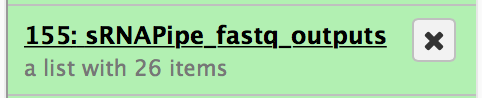 155: sRNAPipe_fastq_outputs
a list with 26 items